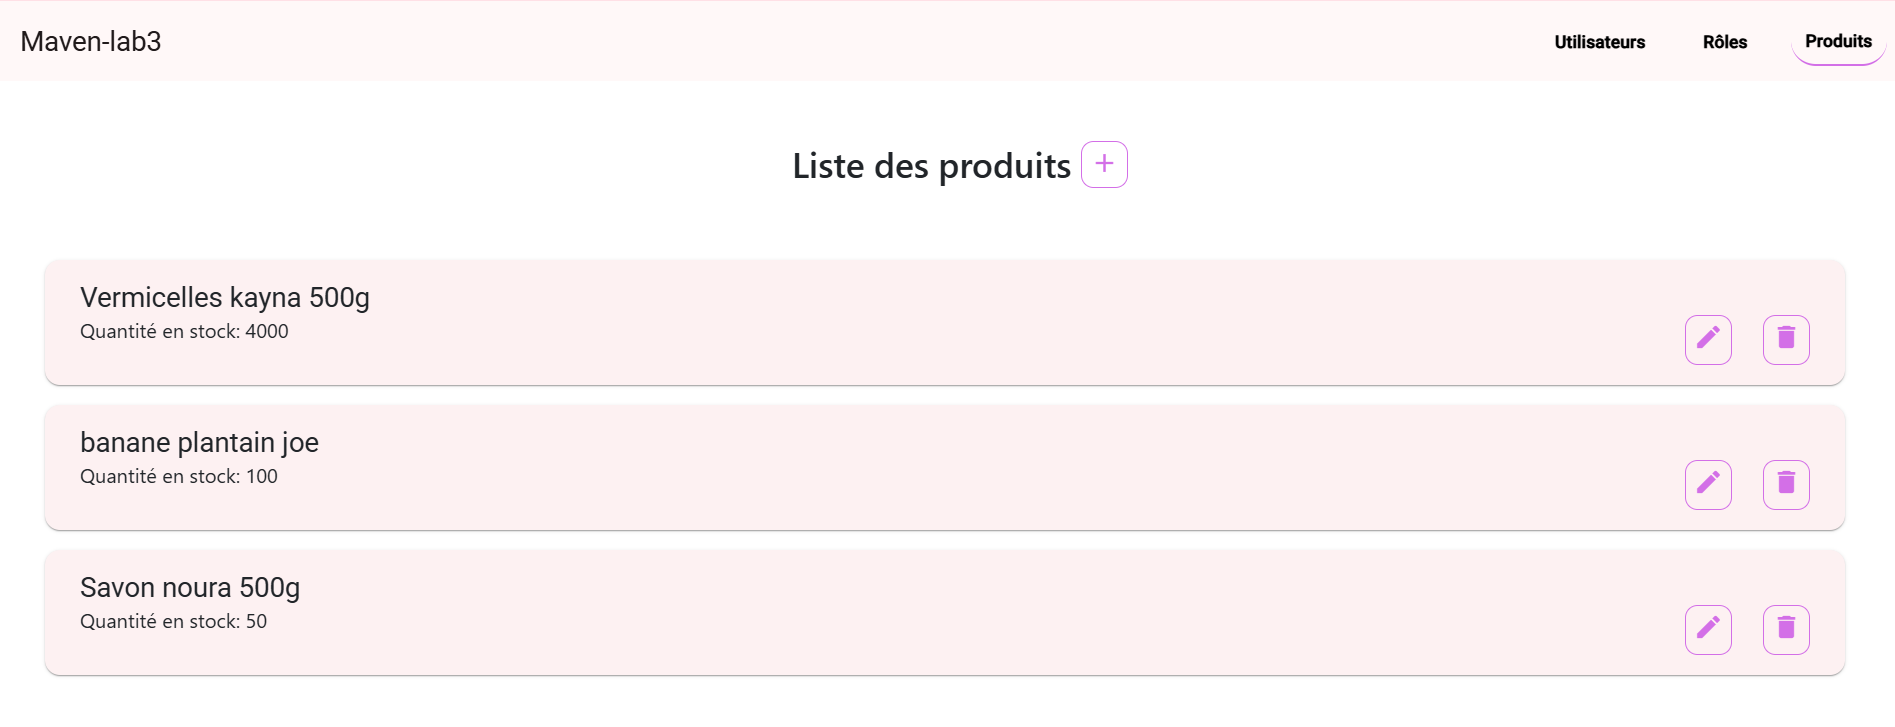 Maven-lab3
Utilisateurs Rôles Produits
Liste des produits +
Vermicelles kayna 500g
Quantité en stock: 4000
banane plantain joe
Quantité en stock: 100
Savon noura 500g
Quantité en stock: 50